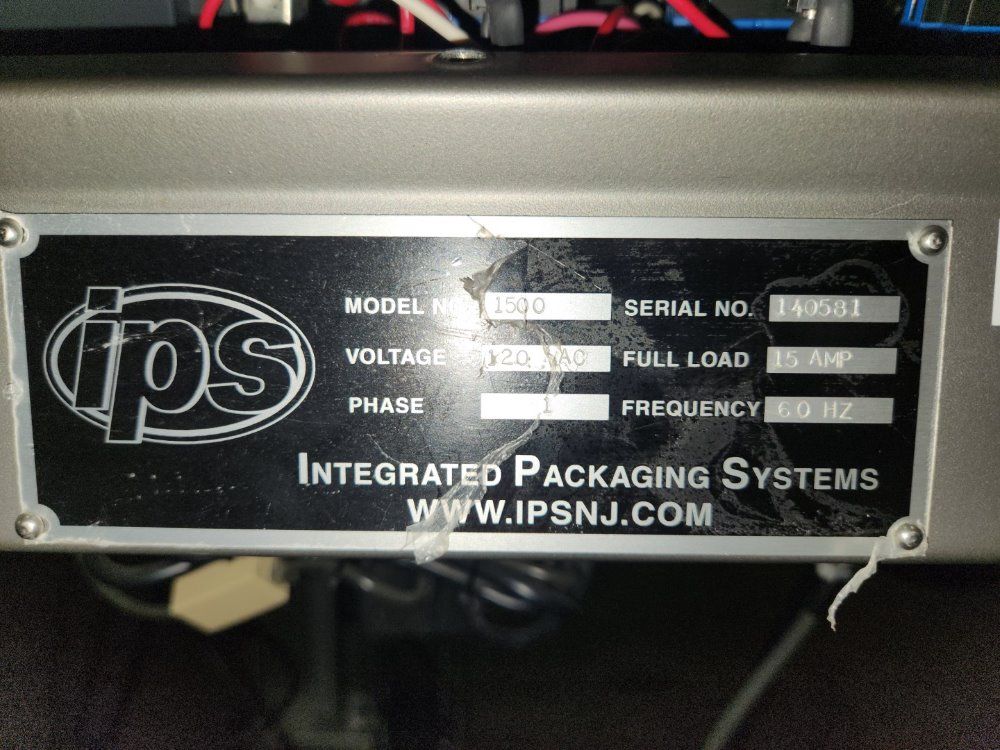 ips
MODEL NO. 1500 SERIAL NO. 140581
VOLTAGE 120 VAC FULL LOAD 15 AMP
PHASE 1 FREQUENCY 60 HZ
INTEGRATED PACKAGING SYSTEMS
WWW.IPSNJ.COM